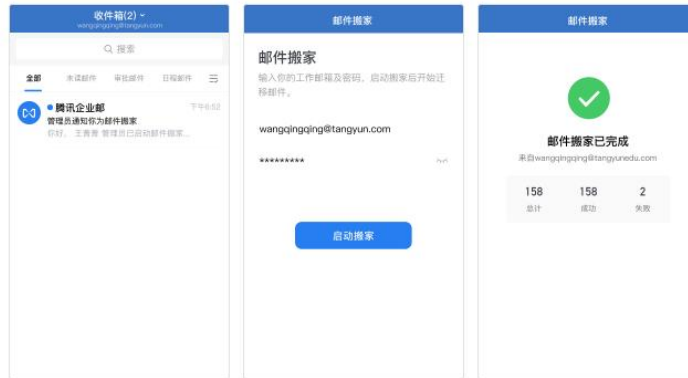 收件箱(2)
wangqingqing@tangyun.com
搜索
全部 未读邮件 审批邮件 日程邮件
腾讯企业邮 下午6:52
管理员通知你为邮件搬家
你好， 王青青 管理员已启动邮件搬家...
邮件搬家
邮件搬家
输入你的工作邮箱及密码，启动搬家后开始迁
移邮件。
wangqingqing@tangyun.com
*********
启动搬家
邮件搬家
邮件搬家已完成
来自wangqingqing@tangyunedu.com
158 158 2
总计 成功 失败